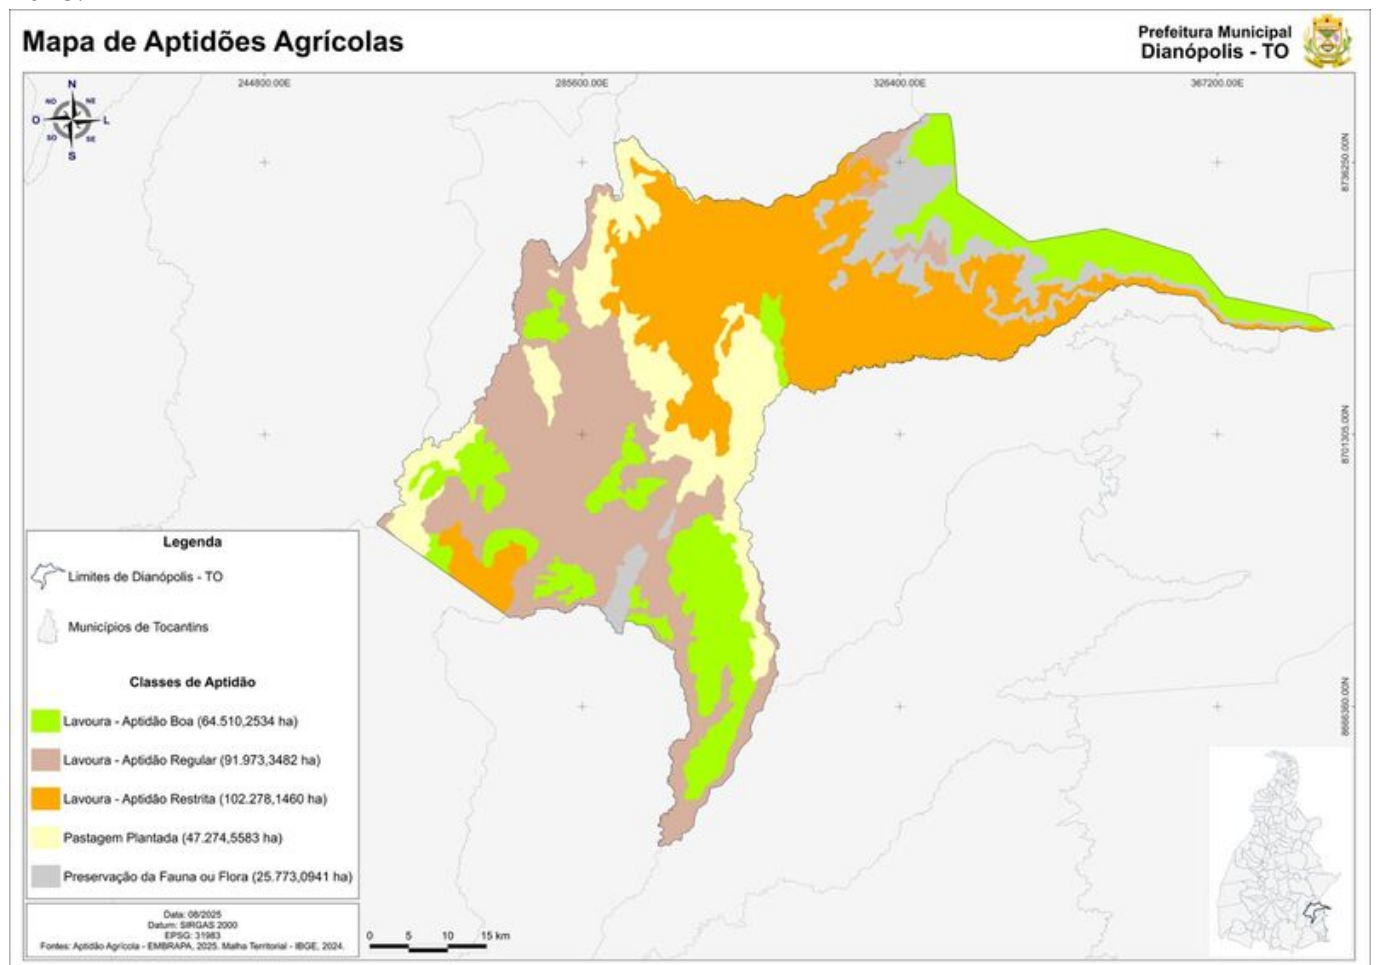 Mapa de Aptidões Agrícolas
Prefeitura Municipal
Dianópolis - TO
244800.00E
285600.00E
326400.00E
367200.00E
N
NO
NE
O
L
SO
SE
S
8736250.00N
8701305.00N
8666360.00N
Legenda
Limites de Dianópolis - TO
Municípios de Tocantins
Classes de Aptidão
Lavoura - Aptidão Boa (64.510,2534 ha)
Lavoura - Aptidão Regular (91.973,3482 ha)
Lavoura - Aptidão Restrita (102.278,1460 ha)
Pastagem Plantada (47.274,5583 ha)
Preservação da Fauna ou Flora (25.773,0941 ha)
Data: 08/2025
Datum: SIRGAS 2000
EPSG: 31983
Fontes: Aptidão Agrícola - EMBRAPA, 2025. Malha Territorial - IBGE, 2024.
0 5 10 15 km